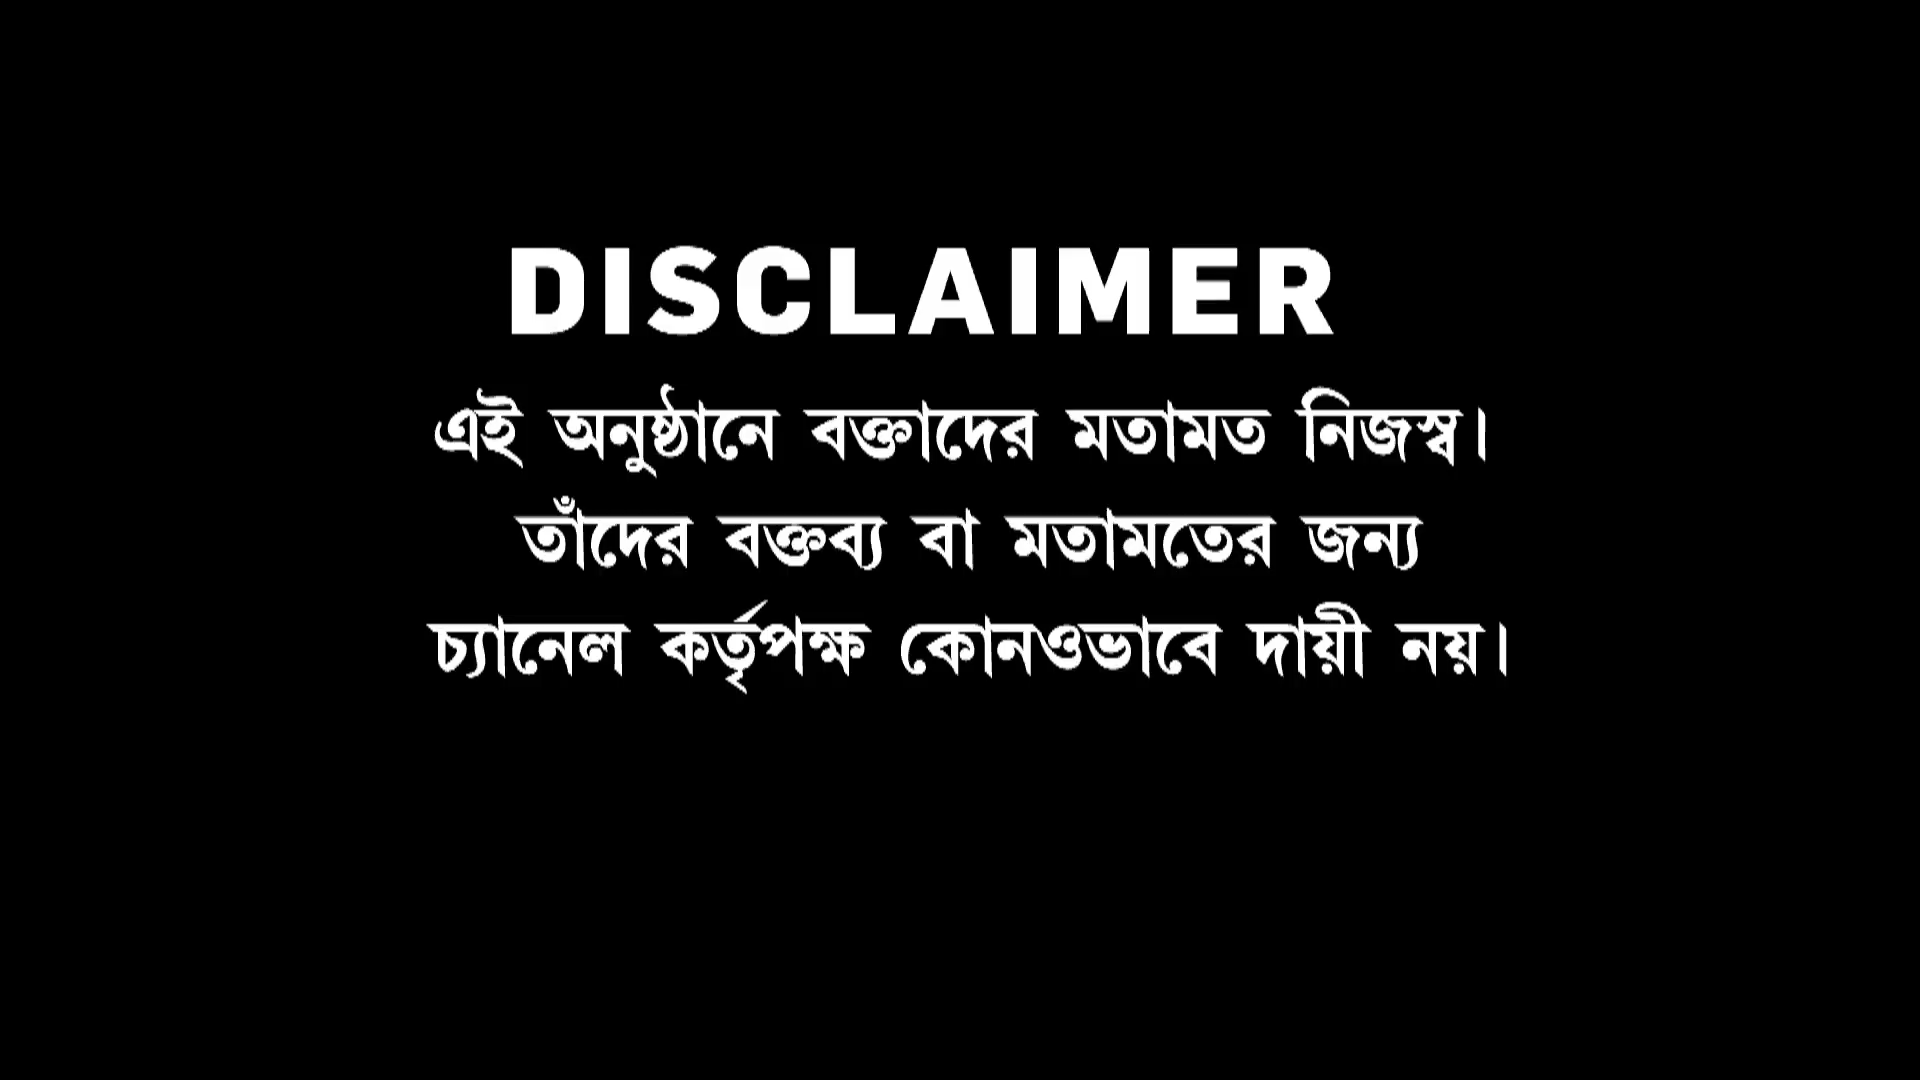 DISCLAIMER
এই অনুষ্ঠানে বক্তাদের মতামত নিজস্ব।
তাঁদের বক্তব্য বা মতামতের জন্য
চ্যানেল কর্তৃপক্ষ কোনওভাবে দায়ী নয়।